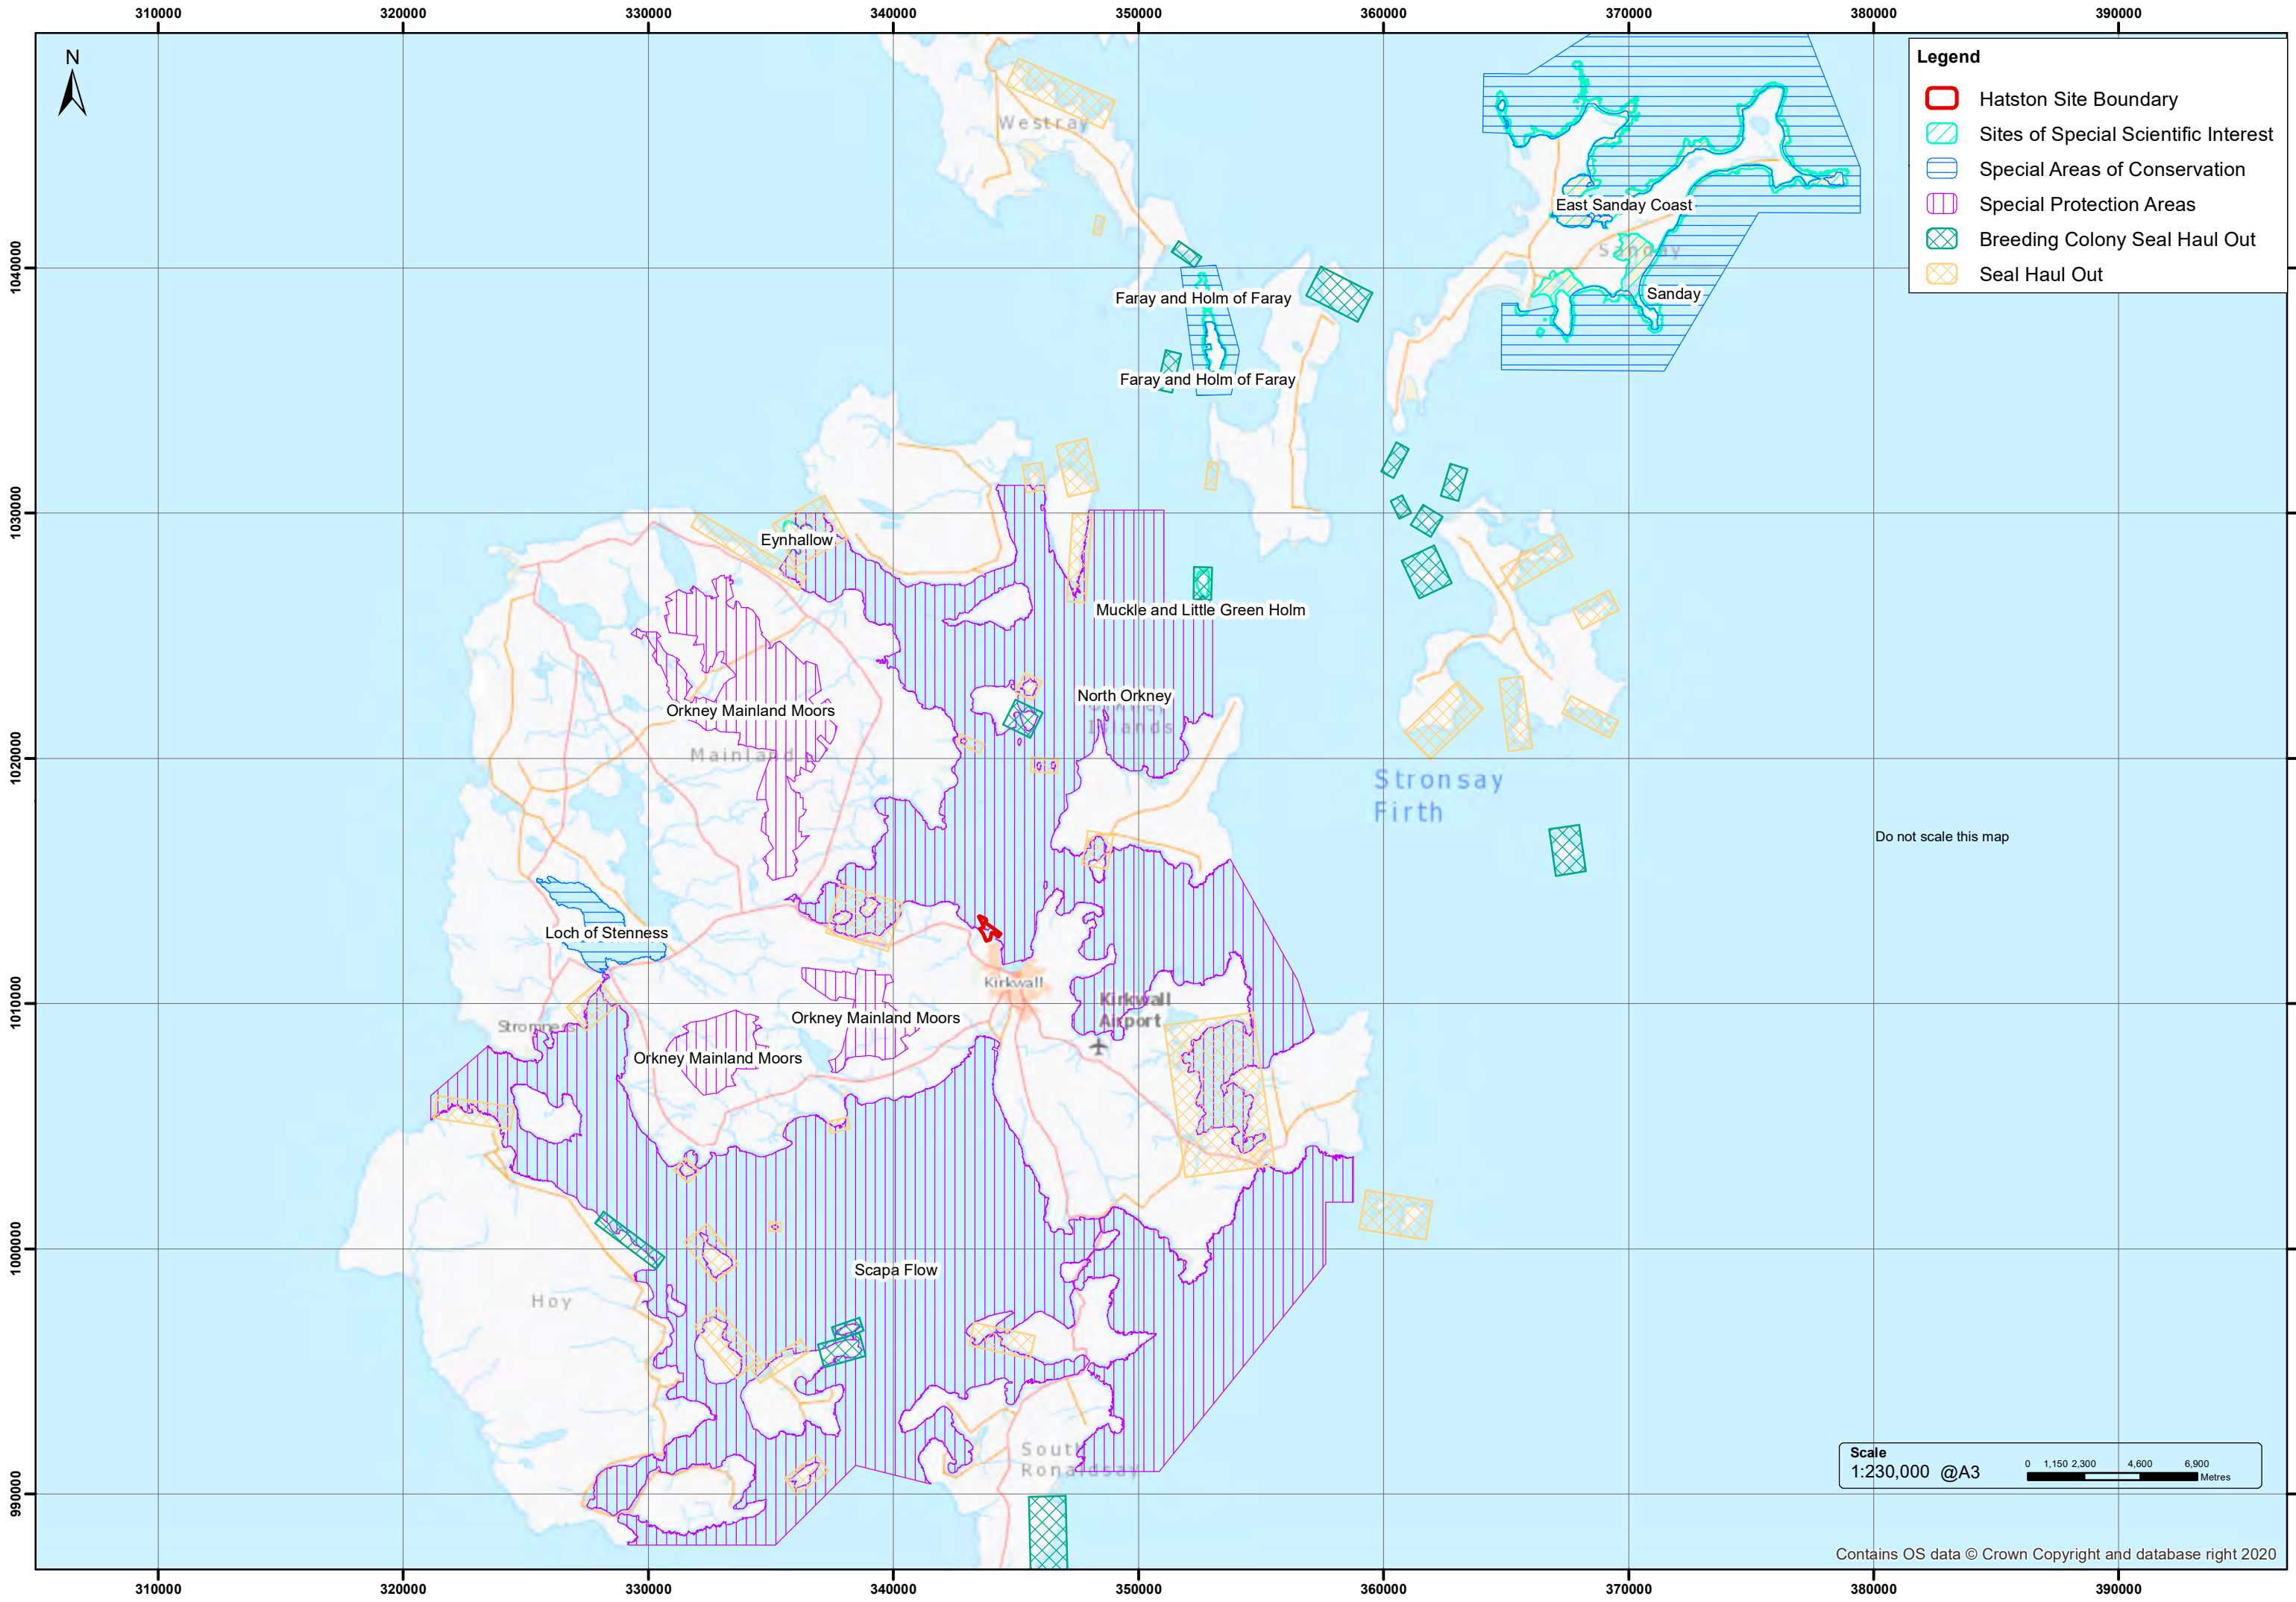 310000 320000 330000 340000 350000 360000 370000 380000 390000
N
Legend
Hatston Site Boundary
Sites of Special Scientific Interest
Special Areas of Conservation
Special Protection Areas
Breeding Colony Seal Haul Out
Seal Haul Out
Westray
East Sanday Coast
Sanday
Sanday
1040000
Faray and Holm of Faray
Faray and Holm of Faray
1030000
Eynhallow
Muckle and Little Green Holm
North Orkney
Islands
Orkney Mainland Moors
Mainland
1020000
Stronsay
Firth
Do not scale this map
Loch of Stenness
Kirkwall
1010000
Kirkwall
Airport
Stromness
Orkney Mainland Moors
Orkney Mainland Moors
1000000
Scapa Flow
Hoy
South
Ronaldsay
990000
Scale
1:230,000 @A3
0 1,150 2,300 4,600 6,900
Metres
Contains OS data © Crown Copyright and database right 2020
310000 320000 330000 340000 350000 360000 370000 380000 390000